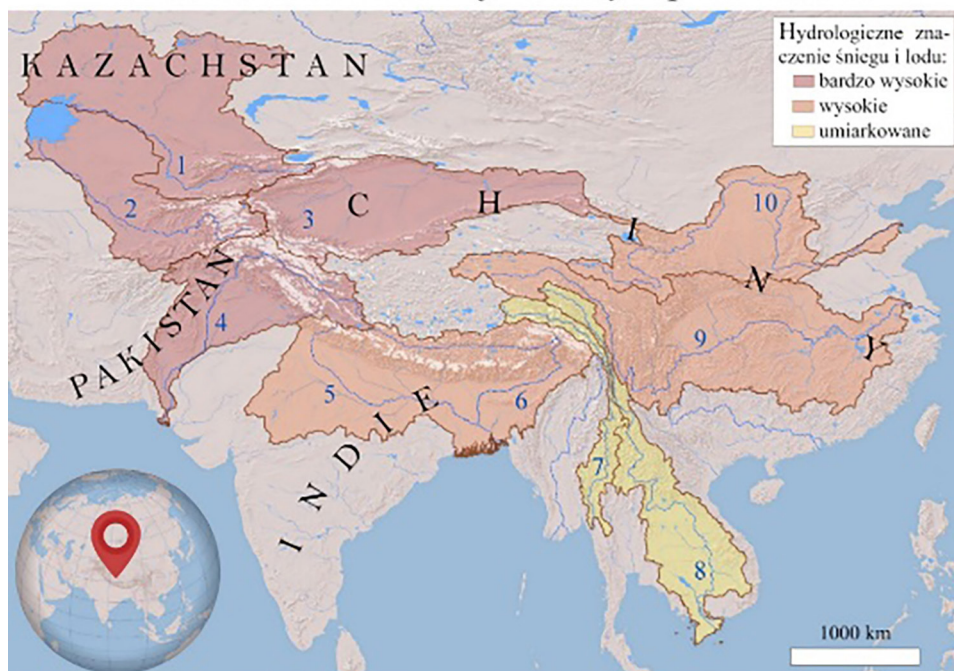 Hydrologiczne zna-
czenie śniegu i lodu:
bardzo wysokie
wysokie
umiarkowane
KAZACHSTAN
1
2
3
CHINY
10
PAKISTAN
4
9
5
6
INDIE
7
8
1000 km